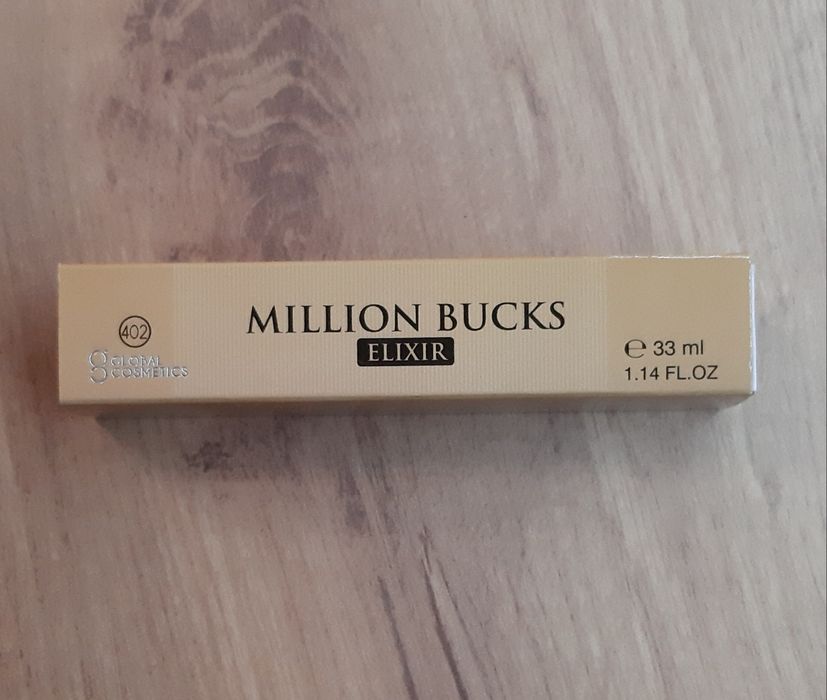 402
GLOBAL
COSMETICS
MILLION BUCKS
ELIXIR
℮ 33 ml
1.14 FL.OZ